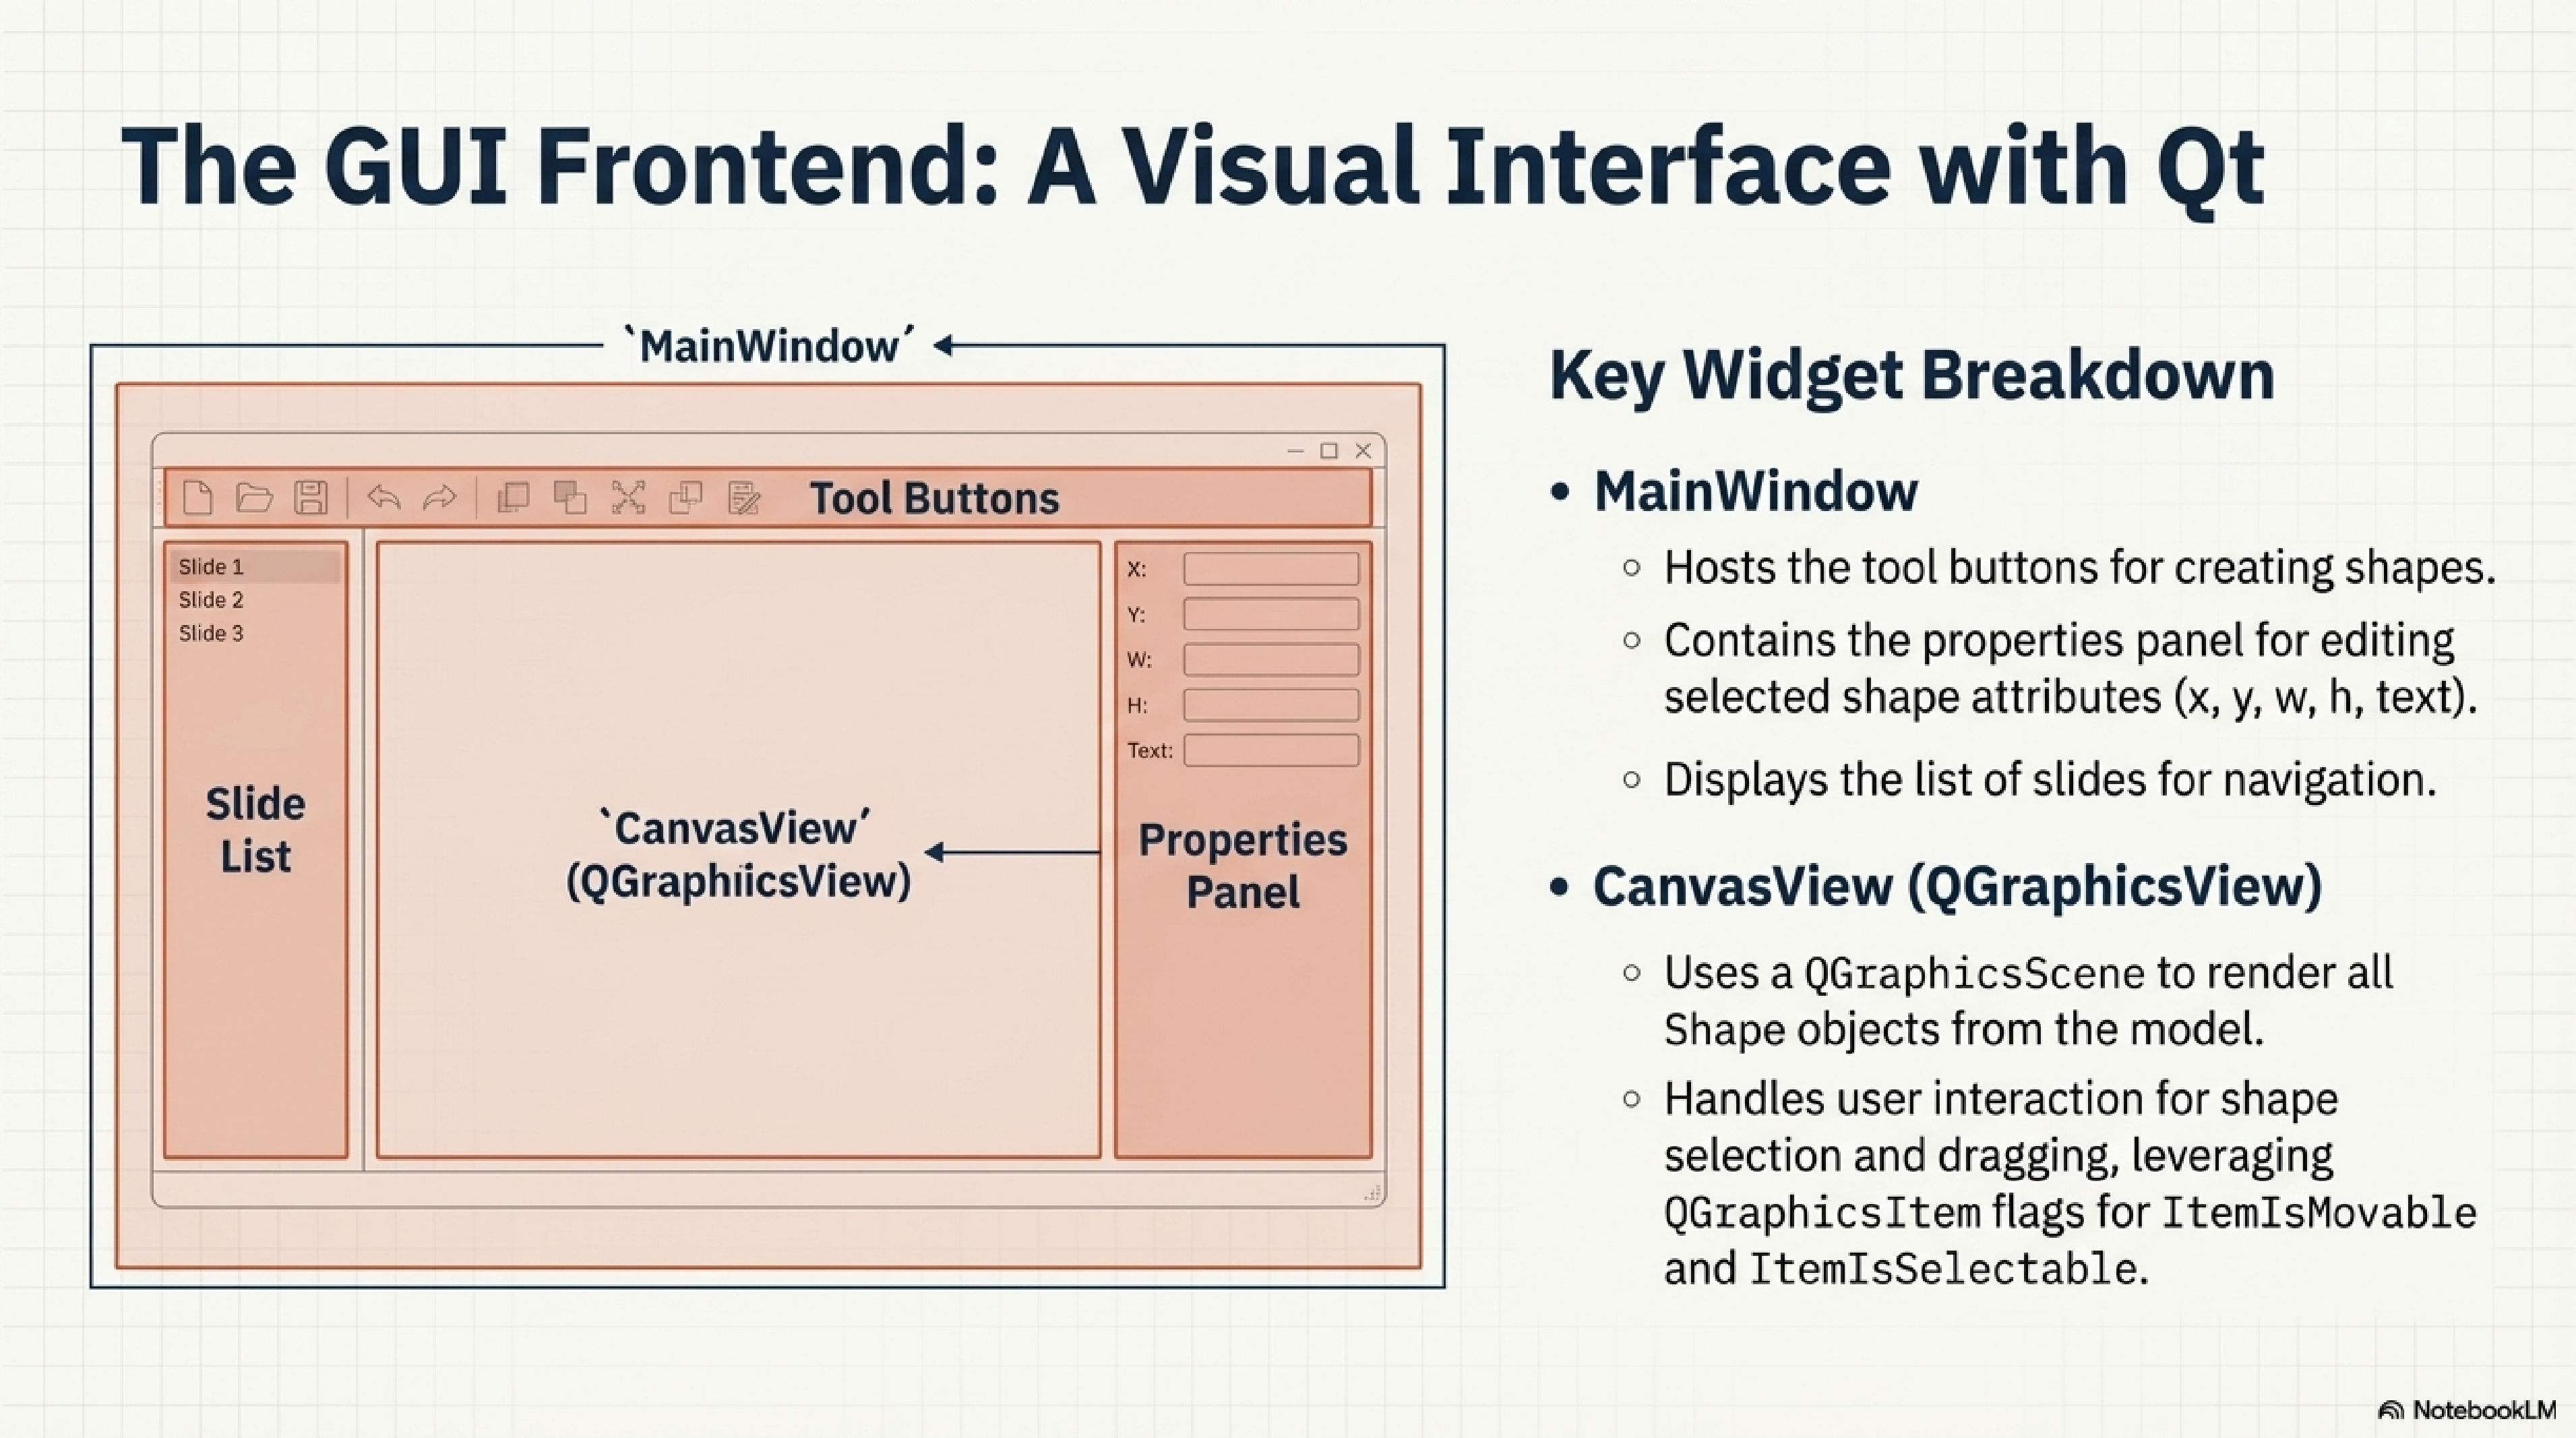 The GUI Frontend: A Visual Interface with Qt
`MainWindow´
Tool Buttons
Slide 1
Slide 2
Slide 3
Slide
List
`CanvasView´
(QGraphiicsView)
X:
Y:
W:
H:
Text:
Properties
Panel
Key Widget Breakdown
• MainWindow
○ Hosts the tool buttons for creating shapes.
○ Contains the properties panel for editing
selected shape attributes (x, y, w, h, text).
○ Displays the list of slides for navigation.
• CanvasView (QGraphicsView)
○ Uses a QGraphicsScene to render all
Shape objects from the model.
○ Handles user interaction for shape
selection and dragging, leveraging
QGraphicsItem flags for ItemIsMovable
and ItemIsSelectable.
NotebookLM